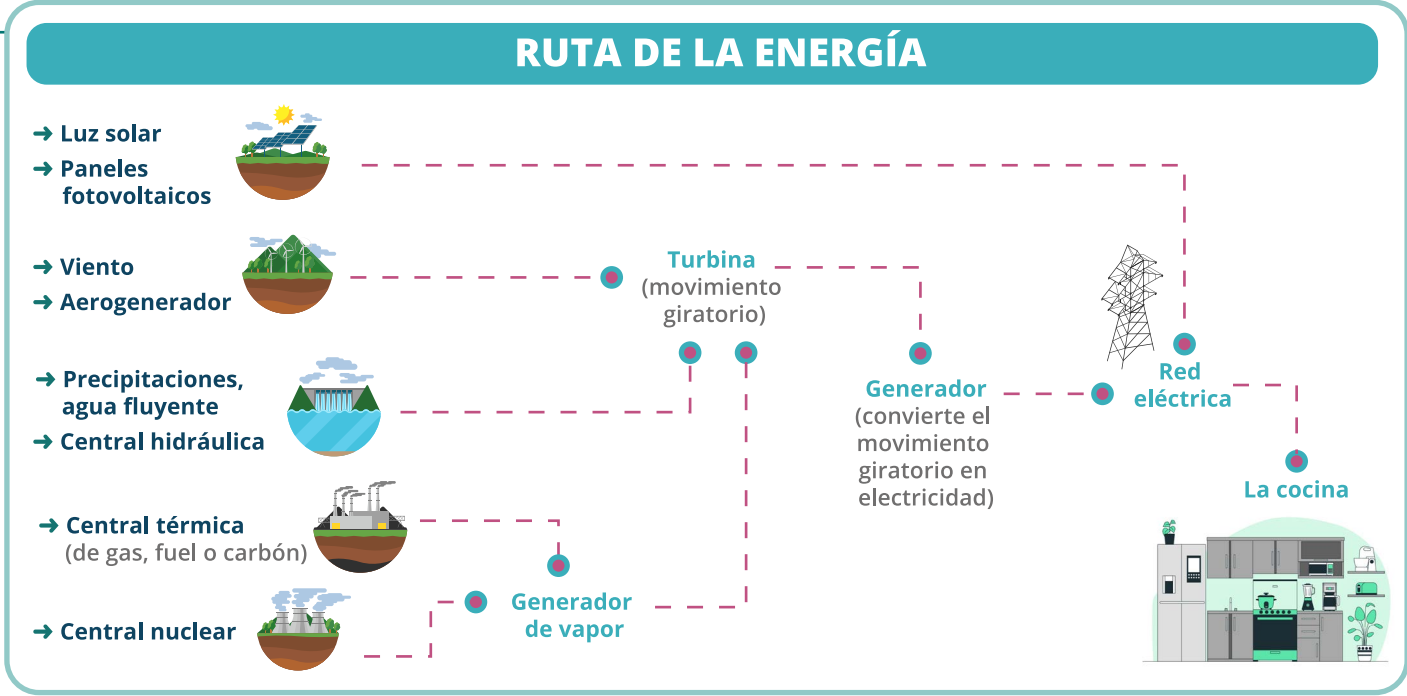 RUTA DE LA ENERGÍA
➜ Luz solar
➜ Paneles
fotovoltaicos
➜ Viento
➜ Aerogenerador
➜ Precipitaciones,
agua fluyente
➜ Central hidráulica
➜ Central térmica
(de gas, fuel o carbón)
➜ Central nuclear
Generador
de vapor
Turbina
(movimiento
giratorio)
Generador
(convierte el
movimiento
giratorio en
electricidad)
Red
eléctrica
La cocina